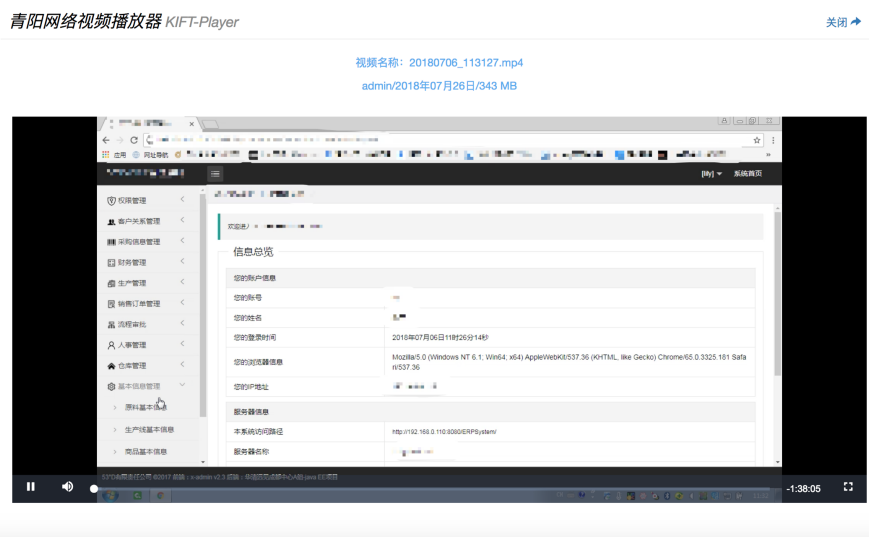 青阳网络视频播放器 KIFT-Player
关闭
视频名称：20180706_113127.mp4
admin/2018年07月26日/343 MB
应用 网址导航
[lily] 系统首页
权限管理
客户关系管理
采购信息管理
财务管理
生产管理
销售订单管理
流程审批
人事管理
仓库管理
基本信息管理
原料基本信息
生产线基本信息
商品基本信息
欢迎进入
信息总览
您的账户信息
您的账号
您的姓名
您的登录时间 2018年07月06日11时26分14秒
您的浏览器信息 Mozilla/5.0 (Windows NT 6.1; Win64; x64) AppleWebKit/537.36 (KHTML, like Gecko) Chrome/65.0.3325.181 Safa
ri/537.36
您的IP地址
服务器信息
本系统访问路径 http://192.168.0.110:8080/ERPSystem/
服务器名称
-1:38:05